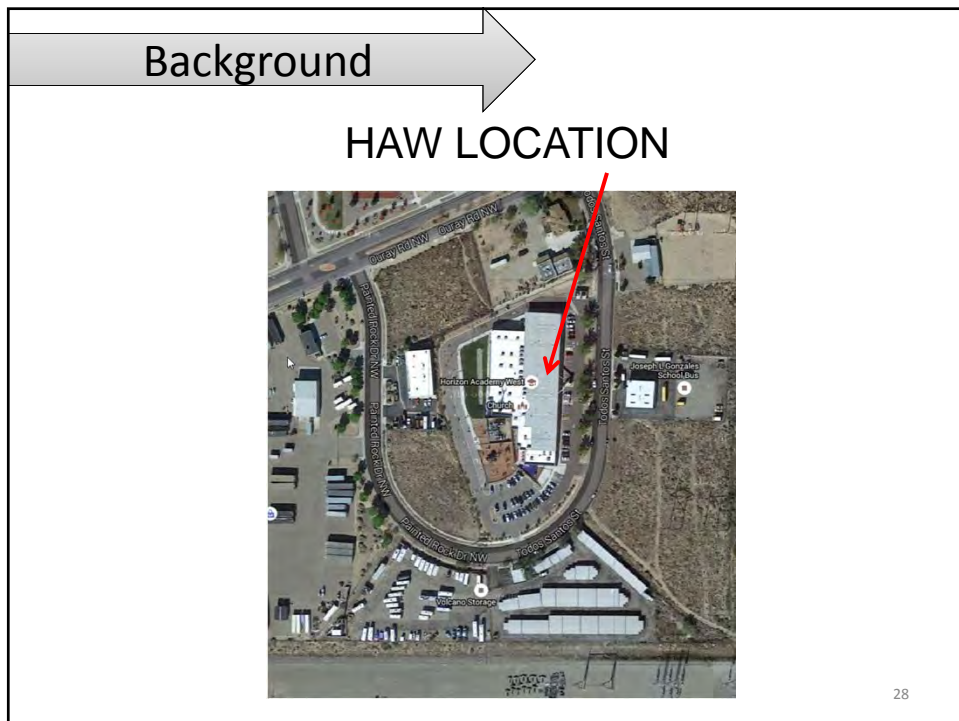 Background
HAW LOCATION
Ouray Rd NW
Ouray Rd NW
Todos Santos St
Painted Rock Dr NW
Joseph L Gonzales
School Bus
Horizon Academy West
Todos Santos St
Church
Painted Rock Dr NW
Painted Rock Dr NW
Todos Santos St
Volcano Storage
28